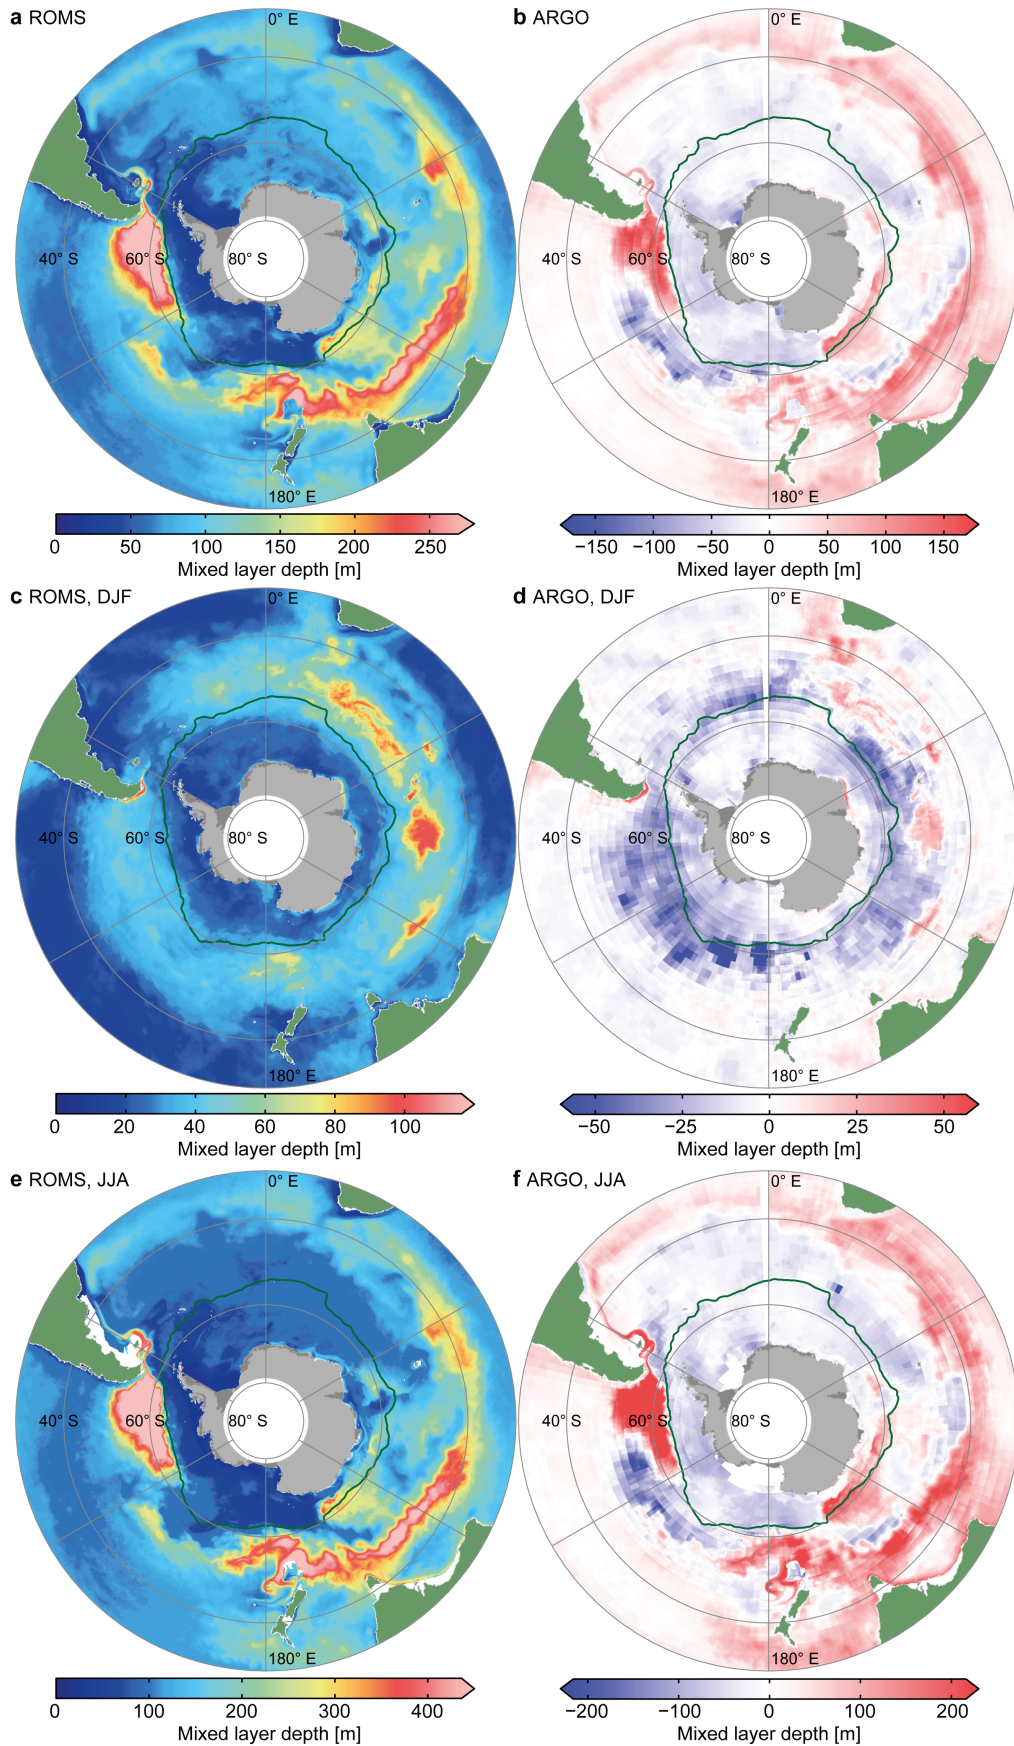 a ROMS
0° E
40° S
60° S
80° S
180° E
0 50 100 150 200 250
Mixed layer depth [m]
b ARGO
0° E
40° S
60° S
80° S
180° E
−150 −100 −50 0 50 100 150
Mixed layer depth [m]
c ROMS, DJF
0° E
40° S
60° S
80° S
180° E
0 20 40 60 80 100
Mixed layer depth [m]
d ARGO, DJF
0° E
40° S
60° S
80° S
180° E
−50 −25 0 25 50
Mixed layer depth [m]
e ROMS, JJA
0° E
40° S
60° S
80° S
180° E
0 100 200 300 400
Mixed layer depth [m]
f ARGO, JJA
0° E
40° S
60° S
80° S
180° E
−200 −100 0 100 200
Mixed layer depth [m]